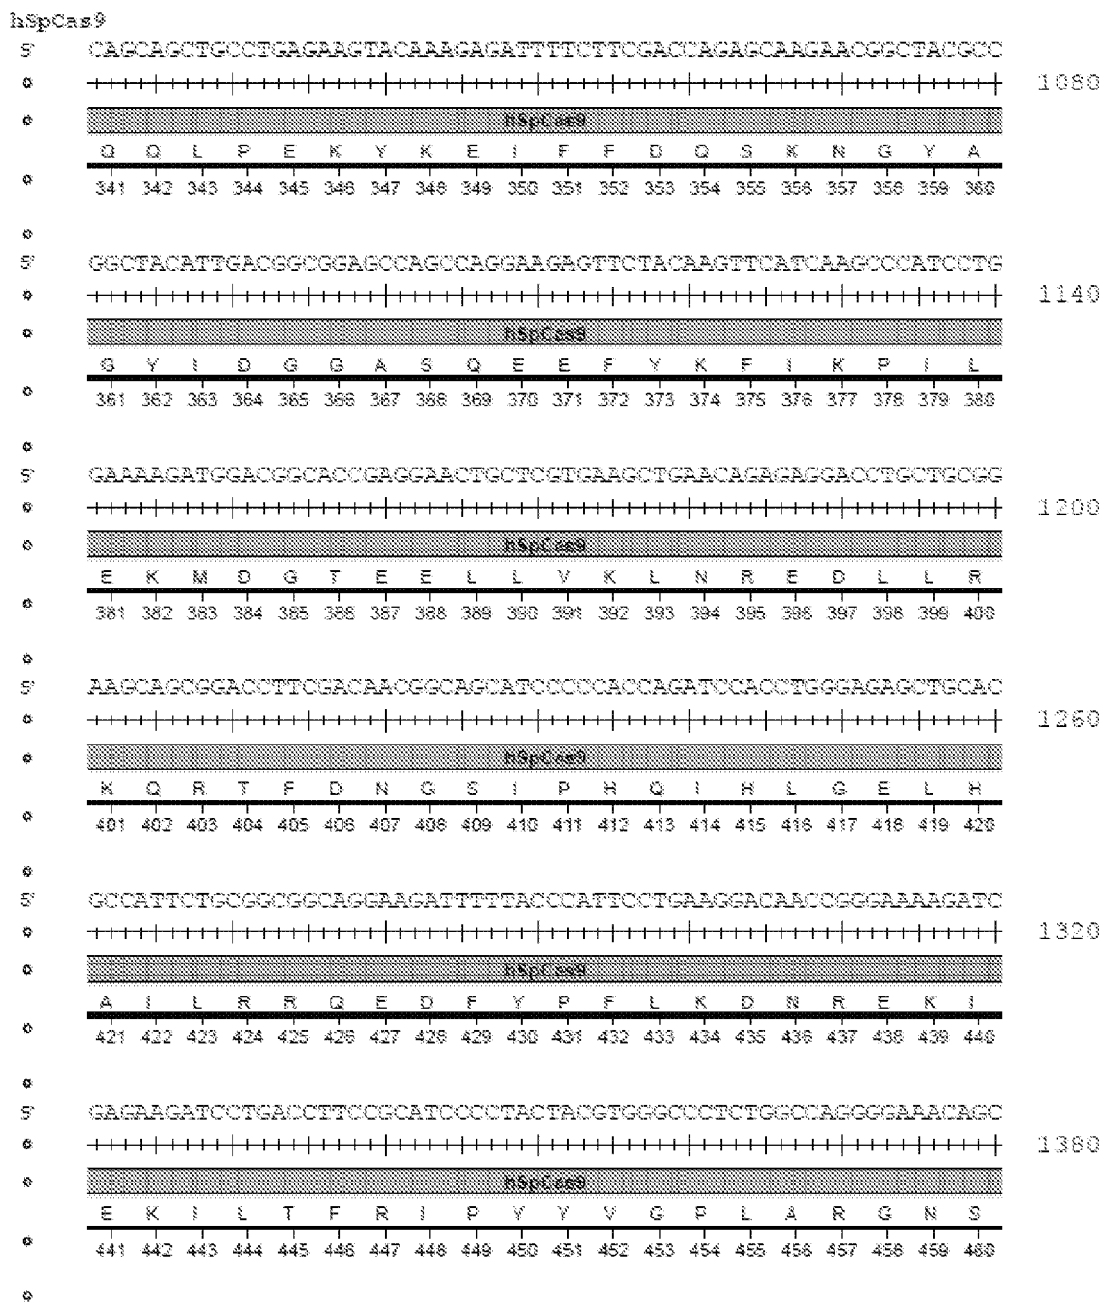 hSpCas9
5' CAGCAGCTGCCTGAGAAGTACAAAGAGATTTTCTTCGACCAGAGCAAGAACGGCTACGCC
1080
hSpCas9
Q Q L P E K Y K E I F F D Q S K N G Y A
341 342 343 344 345 346 347 348 349 350 351 352 353 354 355 356 357 358 359 360
5' GGCTACATTGACGGCGGAGCCAGCCAGGAAGAGTTCTACAAGTTCATCAAGCCCATCCTG
1140
hSpCas9
G Y I D G G A S Q E E F Y K F I K P I L
361 362 363 364 365 366 367 368 369 370 371 372 373 374 375 376 377 378 379 380
5' GAAAAGATGGACGGCACCGAGGAACTGCTCGTGAAGCTGAACAGAGAGGACCTGCTGCGG
1200
hSpCas9
E K M D G T E E L L V K L N R E D L L R
381 382 383 384 385 386 387 388 389 390 391 392 393 394 395 396 397 398 399 400
5' AAGCAGCGGACCTTCGACAACGGCAGCATCCCCCACCAGATCCACCTGGGAGAGCTGCAC
1260
hSpCas9
K Q R T F D N G S I P H Q I H L G E L H
401 402 403 404 405 406 407 408 409 410 411 412 413 414 415 416 417 418 419 420
5' GCCATTCTGCGGCGGCAGGAAGATTTTTACCCATTCCTGAAGGACAACCGGGAAAAGATC
1320
hSpCas9
A I L R R Q E D F Y P F L K D N R E K I
421 422 423 424 425 426 427 428 429 430 431 432 433 434 435 436 437 438 439 440
5' GAGAAGATCCTGACCTTCCGCATCCCCTACTACGTGGGCCCTCTGGCCAGGGGAAACAGC
1380
hSpCas9
E K I L T F R I P Y Y V G P L A R G N S
441 442 443 444 445 446 447 448 449 450 451 452 453 454 455 456 457 458 459 460